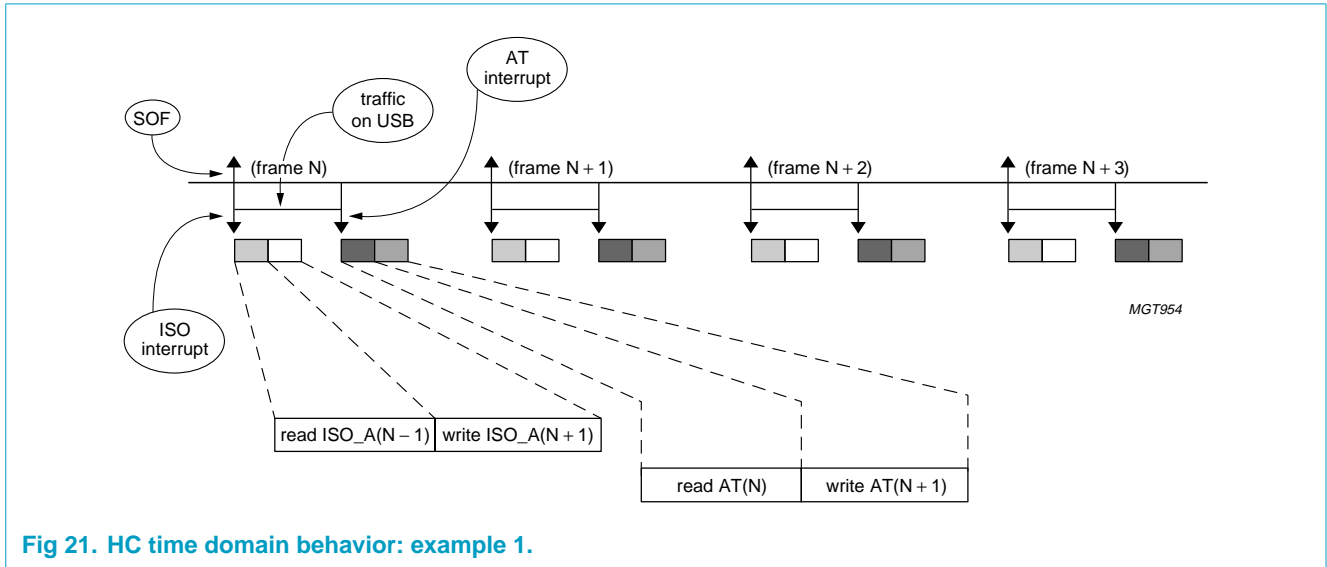 AT
interrupt
traffic
on USB
SOF
(frame N)
(frame N + 1)
(frame N + 2)
(frame N + 3)
MGT954
ISO
interrupt
read ISO_A(N − 1)
write ISO_A(N + 1)
read AT(N)
write AT(N + 1)
Fig 21. HC time domain behavior: example 1.